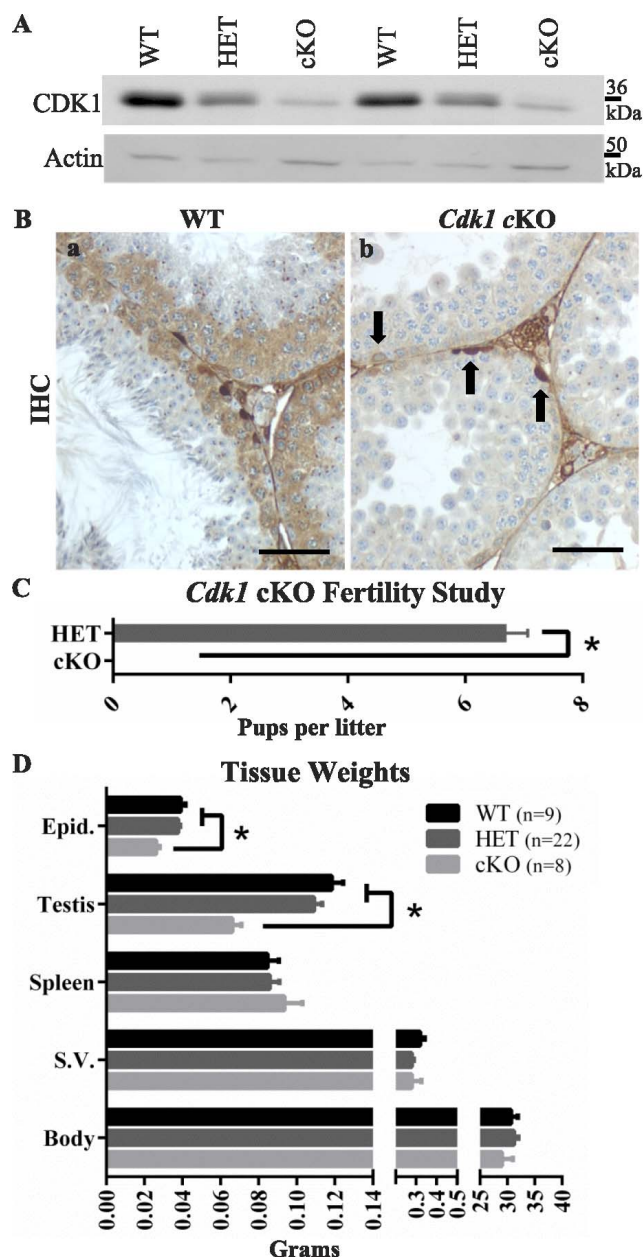 A
WT HET cKO WT HET cKO
CDK1
36
kDa
Actin
50
kDa
B
WT
Cdk1 cKO
a
b
IHC
C
Cdk1 cKO Fertility Study
HET
cKO
*
0 2 4 6 8
Pups per litter
D
Tissue Weights
WT (n=9)
HET (n=22)
cKO (n=8)
Epid.
*
Testis
*
Spleen
S.V.
Body
0.00 0.02 0.04 0.06 0.08 0.10 0.12 0.14 0.3 0.4 0.5 25 30 35 40
Grams